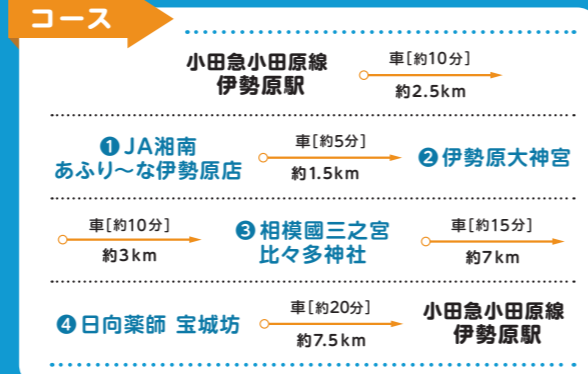 コース
小田急小田原線
伊勢原駅
車[約10分]
約2.5km
❶JA湘南
あふり〜な伊勢原店
車[約5分]
約1.5km
❷伊勢原大神宮
車[約10分]
約3km
❸相模國三之宮
比々多神社
車[約15分]
約7km
❹日向薬師 宝城坊
車[約20分]
約7.5km
小田急小田原線
伊勢原駅